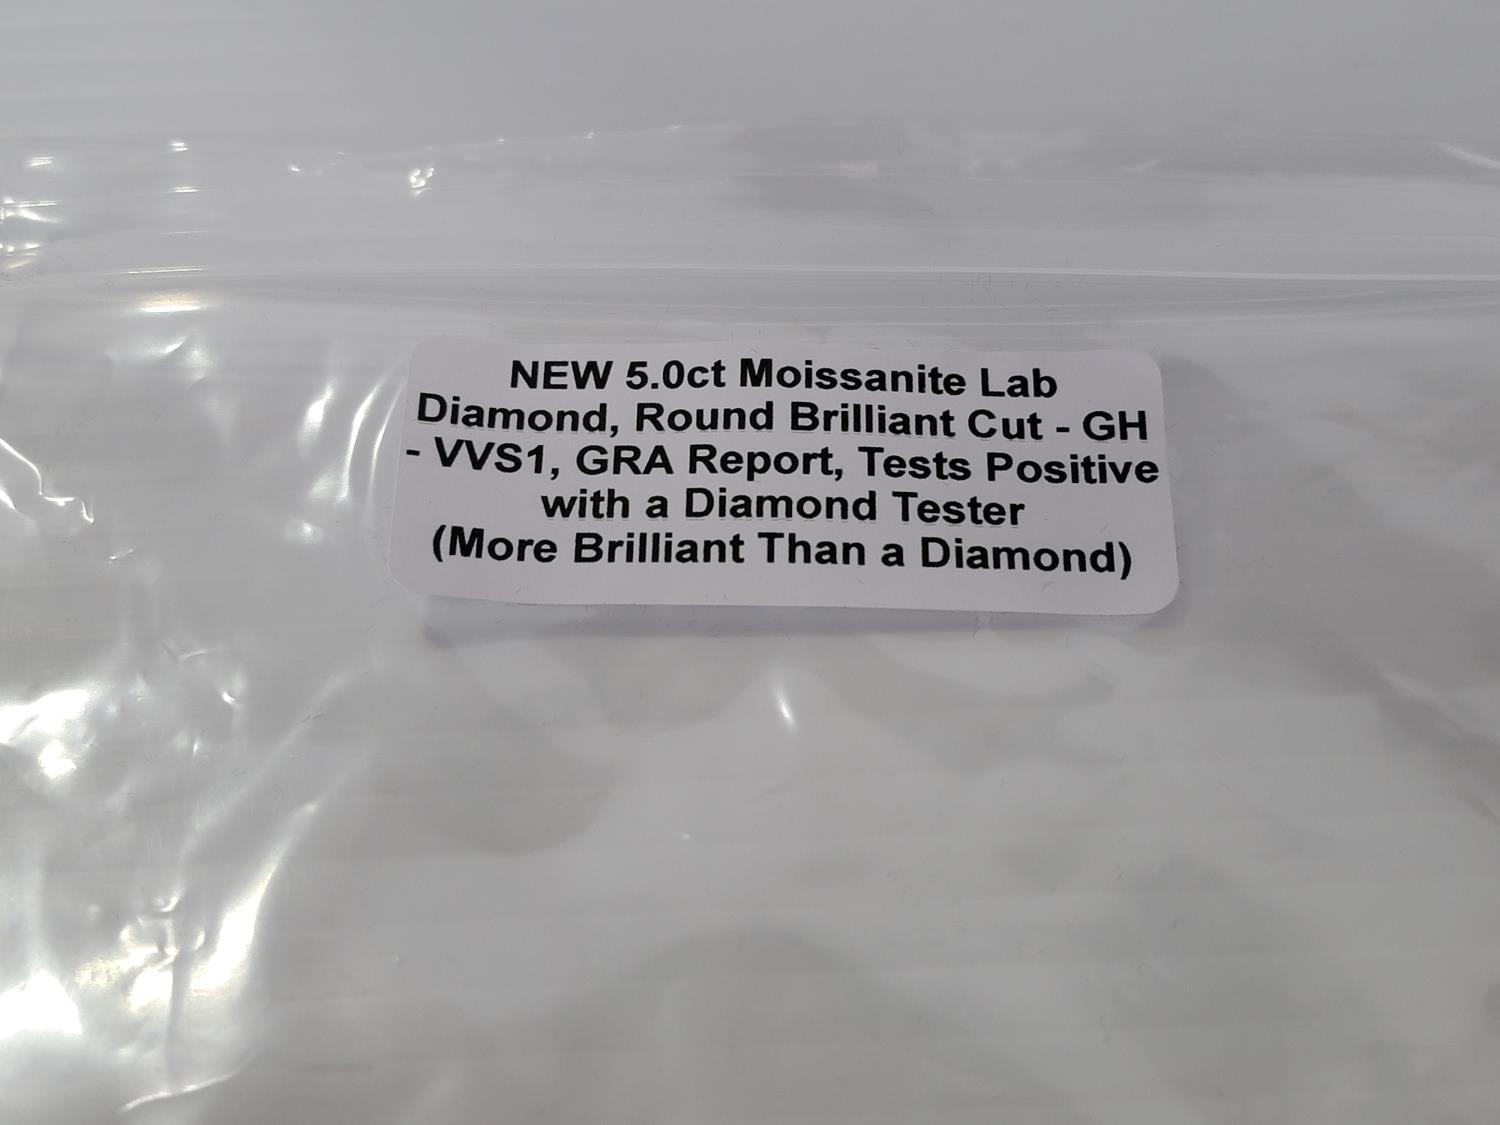 NEW 5.0ct Moissanite Lab
Diamond, Round Brilliant Cut - GH
- VVS1, GRA Report, Tests Positive
with a Diamond Tester
(More Brilliant Than a Diamond)